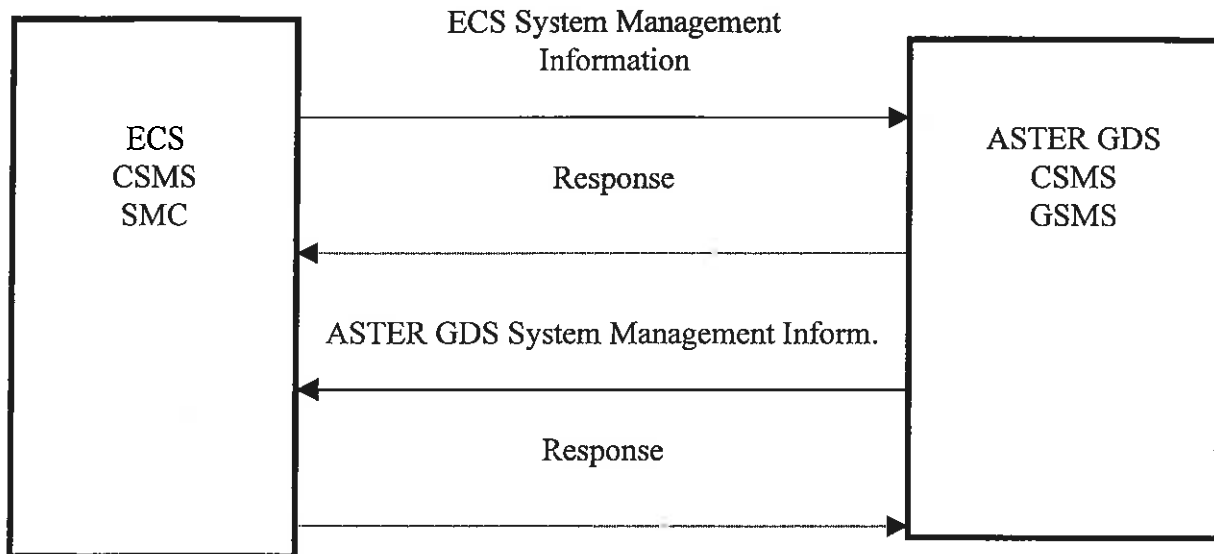 ECS System Management
Information
ECS
CSMS
SMC
ASTER GDS
CSMS
GSMS
Response
ASTER GDS System Management Inform.
Response